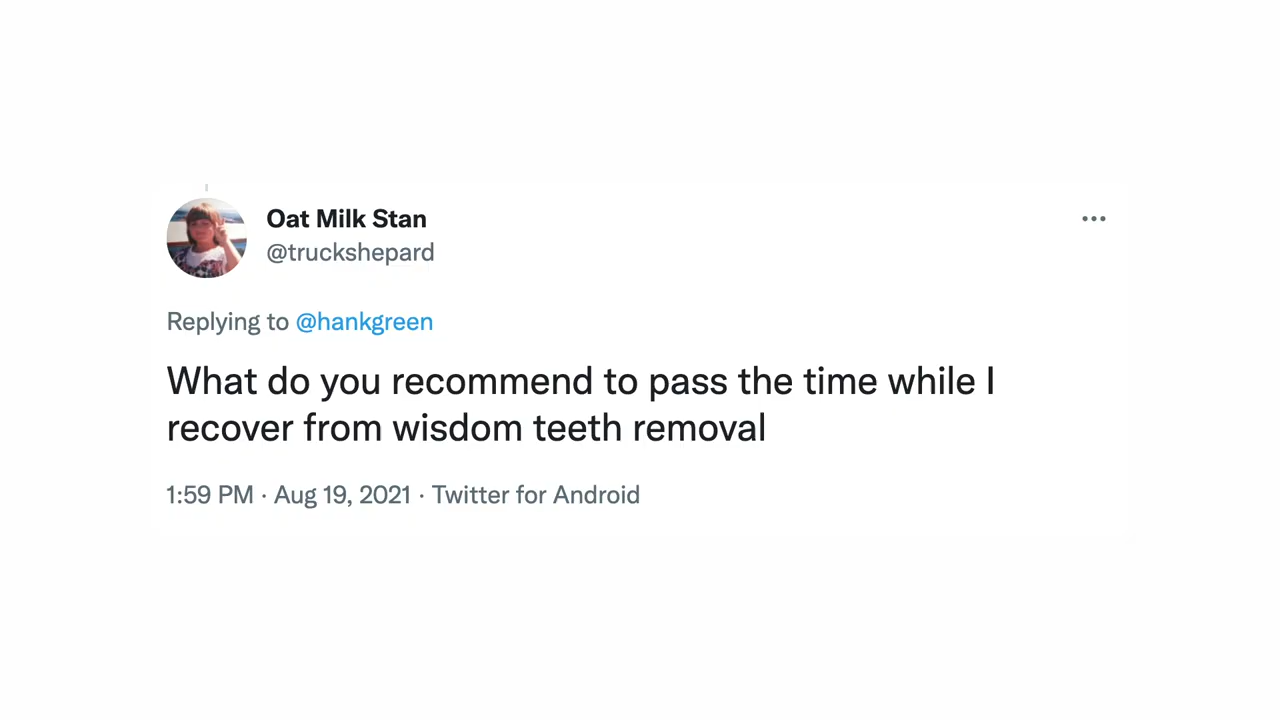 Oat Milk Stan
@truckshepard
Replying to @hankgreen
What do you recommend to pass the time while I
recover from wisdom teeth removal
1:59 PM · Aug 19, 2021 · Twitter for Android